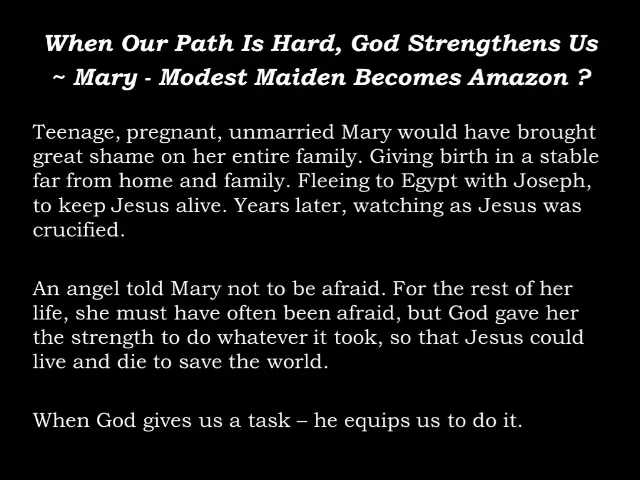 When Our Path Is Hard, God Strengthens Us
~ Mary - Modest Maiden Becomes Amazon ?
Teenage, pregnant, unmarried Mary would have brought
great shame on her entire family. Giving birth in a stable
far from home and family. Fleeing to Egypt with Joseph,
to keep Jesus alive. Years later, watching as Jesus was
crucified.
An angel told Mary not to be afraid. For the rest of her
life, she must have often been afraid, but God gave her
the strength to do whatever it took, so that Jesus could
live and die to save the world.
When God gives us a task – he equips us to do it.